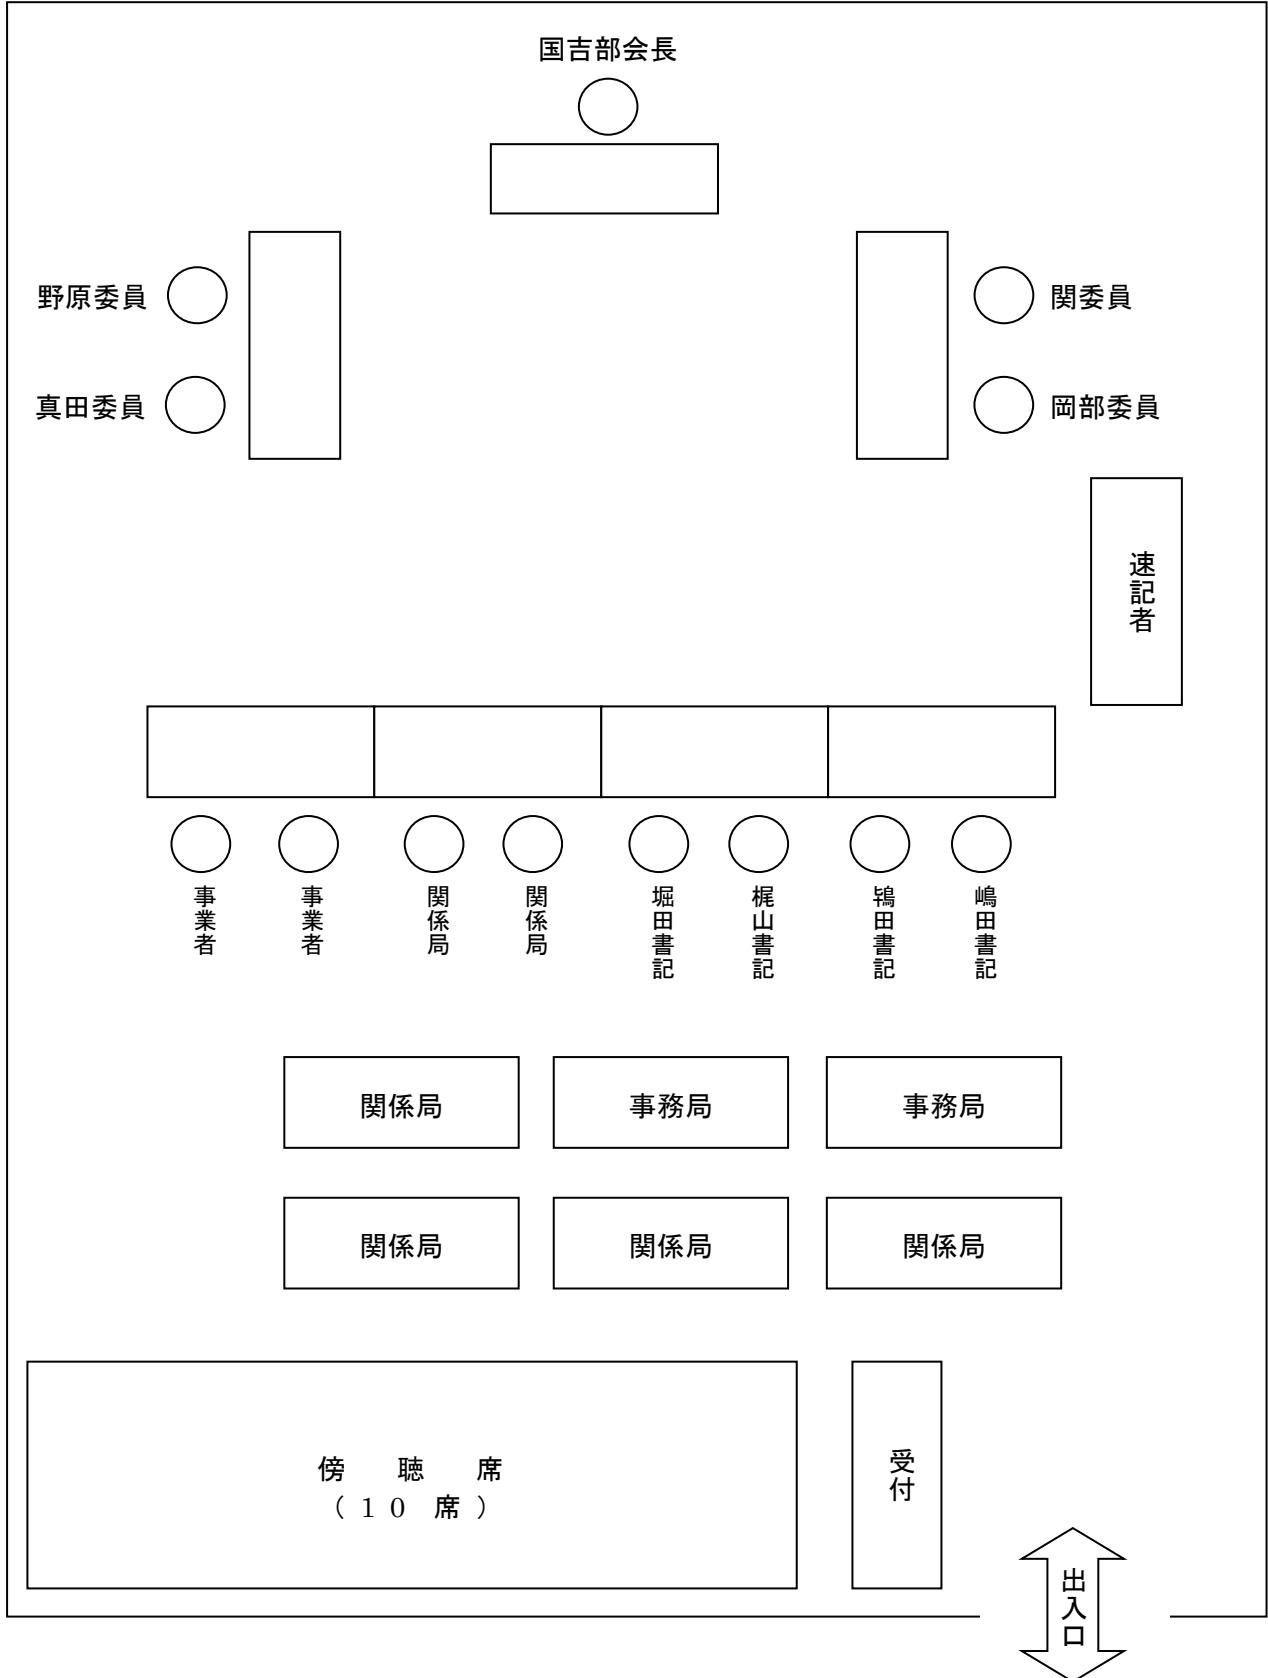 国吉部会長
野原委員
関委員
真田委員
岡部委員
速記者
事業者
事業者
関係局
関係局
堀田書記
梶山書記
鴇田書記
嶋田書記
関係局
事務局
事務局
関係局
関係局
関係局
傍 聴 席
(10 席)
受付
出入口